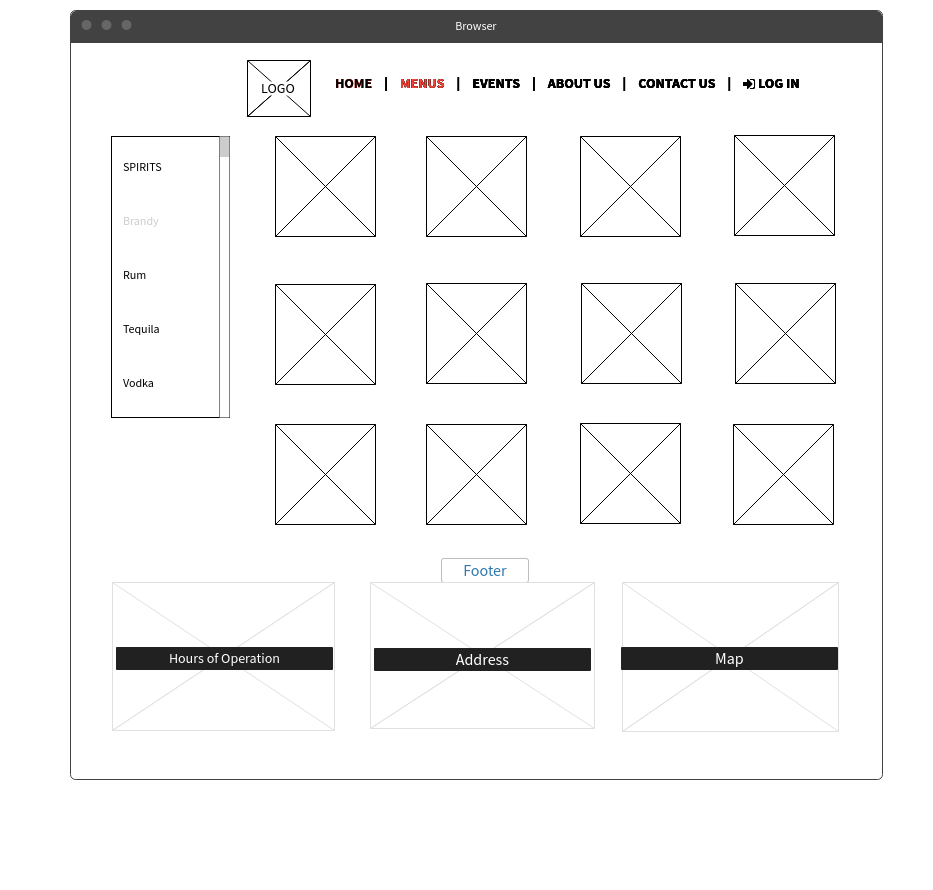 Browser
LOGO
HOME | MENUS | EVENTS | ABOUT US | CONTACT US | LOG IN
SPIRITS
Brandy
Rum
Tequila
Vodka
Footer
Hours of Operation
Address
Map